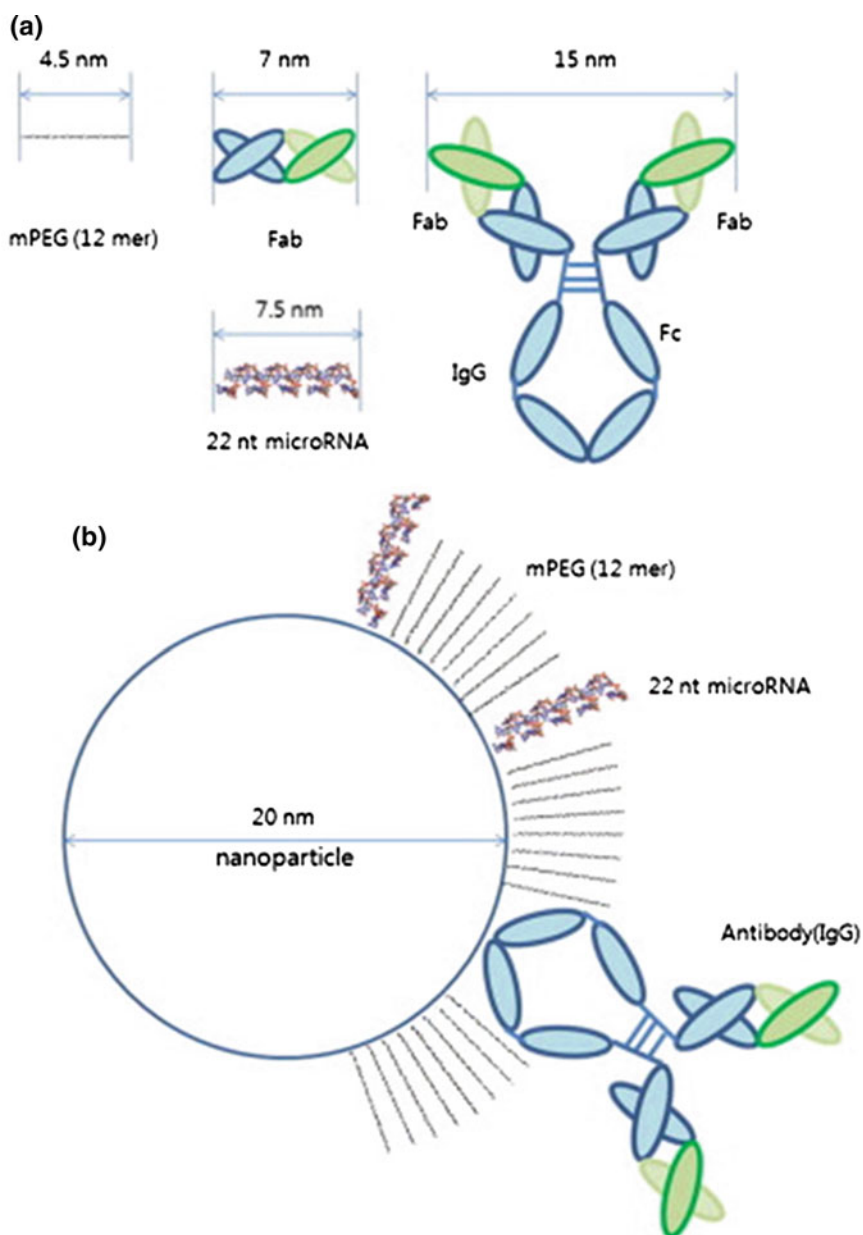 (a)
4.5 nm
7 nm
15 nm
mPEG (12 mer)
Fab
Fab
Fab
7.5 nm
Fc
IgG
22 nt microRNA
(b)
mPEG (12 mer)
22 nt microRNA
20 nm
nanoparticle
Antibody(IgG)